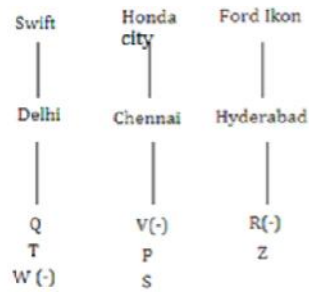 Swift Honda city Ford Ikon
Delhi Chennai Hyderabad
Q V(-) R(-)
T P Z
W (-) S